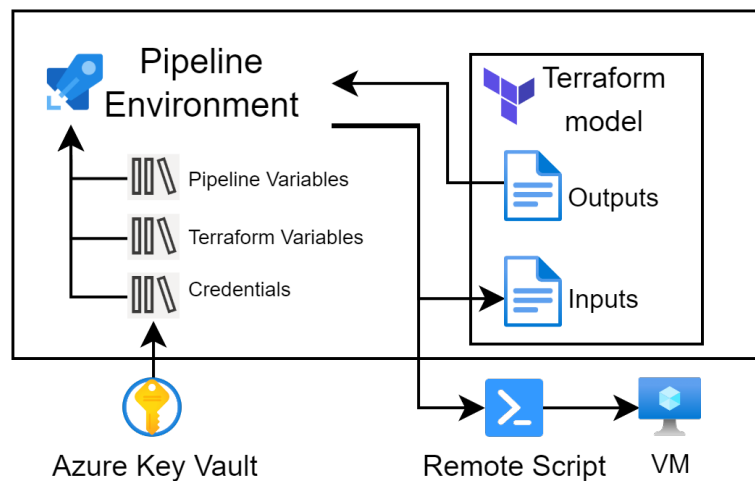 Pipeline
Environment
Terraform
model
Pipeline Variables
Terraform Variables
Credentials
Outputs
Inputs
Azure Key Vault
Remote Script
VM